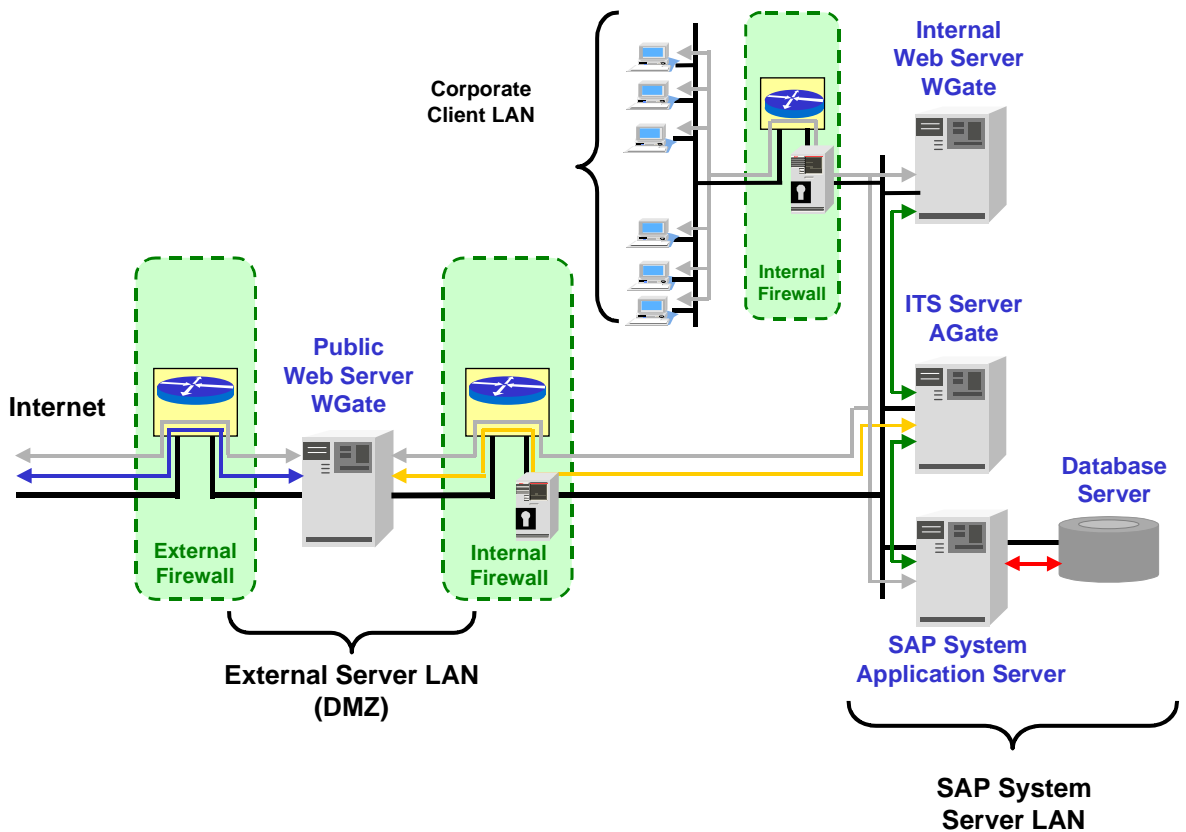 Internal
Web Server
WGate
Corporate
Client LAN
Internal
Firewall
ITS Server
AGate
Public
Web Server
WGate
Internet
Database
Server
External
Firewall
Internal
Firewall
External Server LAN
(DMZ)
SAP System
Application Server
SAP System
Server LAN